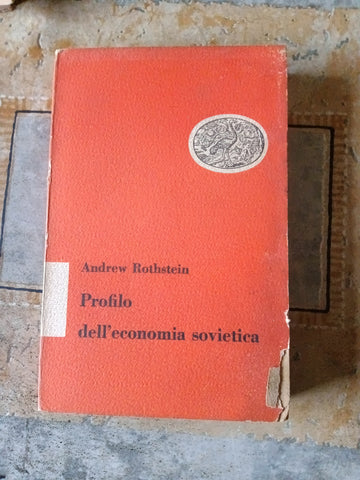 Andrew Rothstein
Profilo
dell'economia sovietica